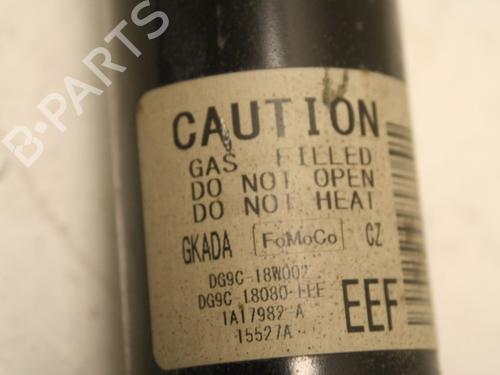 B-PARTS
CAUTION
GAS FILLED
DO NOT OPEN
DO NOT HEAT
GKADA FoMoCo CZ
DG9C-18W002
DG9C-18080-EEE
1A17982-A
15527A
EEF